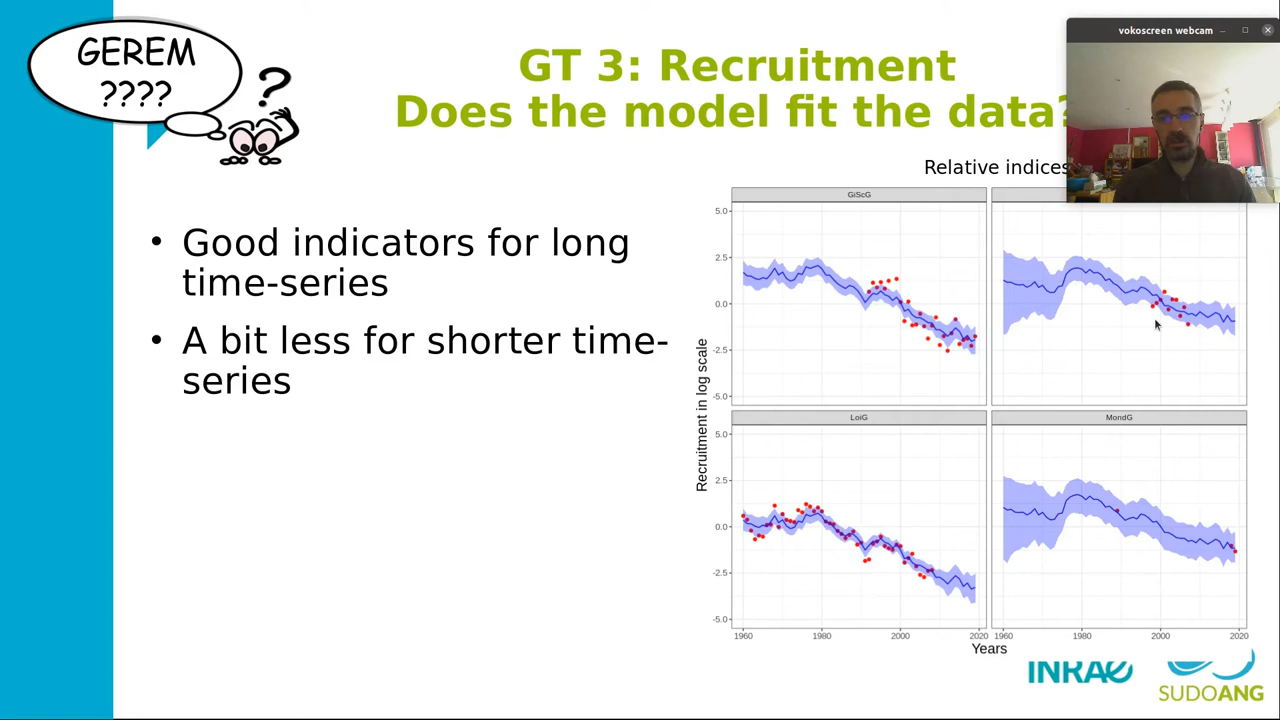 GEREM
????
vokoscreen webcam
GT 3: Recruitment
Does the model fit the data?
Relative indices
• Good indicators for long
time-series
• A bit less for shorter time-
series
Recruitment in log scale
GiScG
5.0
2.5
0.0
-2.5
-5.0
LoiG
MondG
5.0
2.5
0.0
-2.5
-5.0
1960 1980 2000 2020 1960 1980 2000 2020
Years
INRAE
SUDOANG